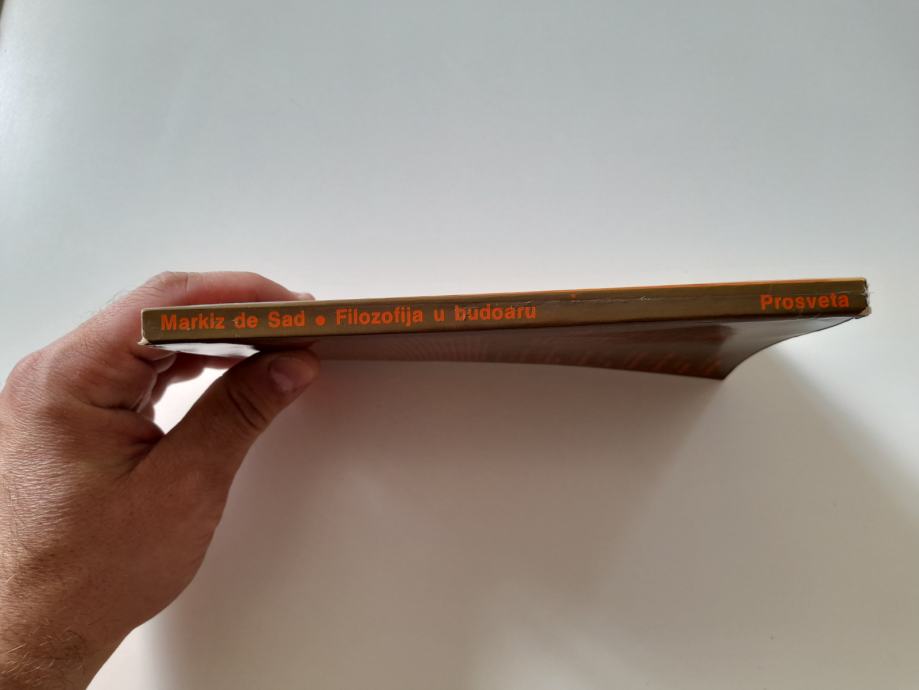 Markiz de Sad • Filozofija u budoaru Prosveta